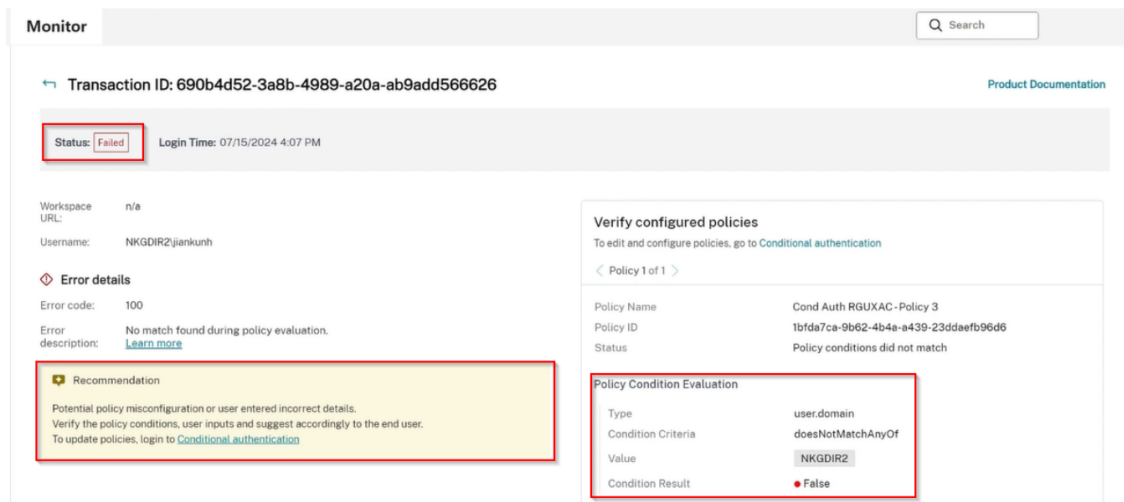 Monitor
Search
Transaction ID: 690b4d52-3a8b-4989-a20a-ab9add566626
Product Documentation
Status: Failed
Login Time: 07/15/2024 4:07 PM
Workspace URL: n/a
Username: NKGDIR2\jiankunh
Error details
Error code: 100
Error description: No match found during policy evaluation.
Learn more
Recommendation
Potential policy misconfiguration or user entered incorrect details.
Verify the policy conditions, user inputs and suggest accordingly to the end user.
To update policies, login to Conditional authentication
Verify configured policies
To edit and configure policies, go to Conditional authentication
Policy 1 of 1
Policy Name Cond Auth RGUXAC - Policy 3
Policy ID 1bfda7ca-9b62-4b4a-a439-23ddaefb96d6
Status Policy conditions did not match
Policy Condition Evaluation
Type user.domain
Condition Criteria doesNotMatchAnyOf
Value NKGDIR2
Condition Result False